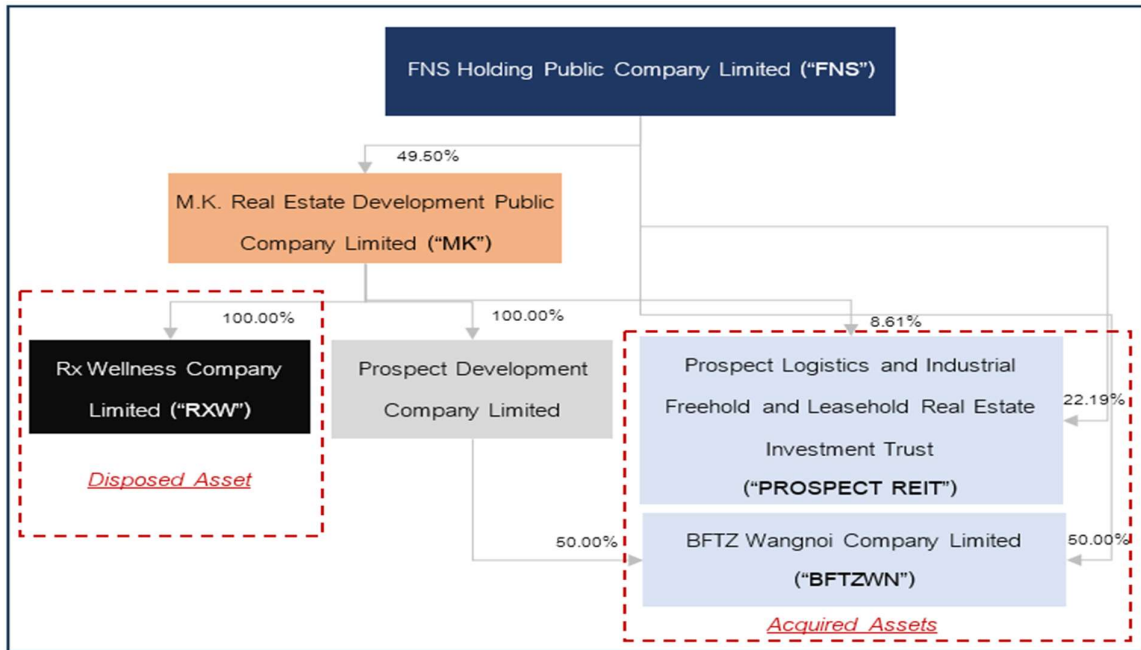 FNS Holding Public Company Limited (“FNS”)
49.50%
M.K. Real Estate Development Public
Company Limited (“MK”)
100.00%
100.00%
8.61%
Rx Wellness Company
Limited (“RXW”)
Prospect Development
Company Limited
Prospect Logistics and Industrial
Freehold and Leasehold Real Estate
Investment Trust
(“PROSPECT REIT”)
22.19%
Disposed Asset
50.00%
BFTZ Wangnoi Company Limited
(“BFTZWN”)
50.00%
Acquired Assets